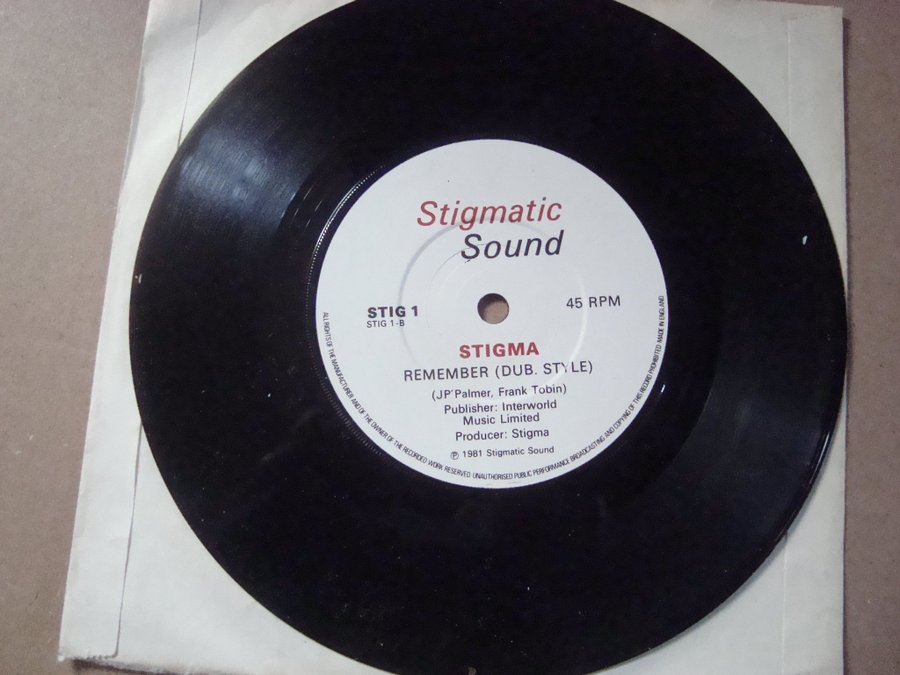 Stigmatic
Sound
STIG 1
STIG 1-B
45 RPM
STIGMA
REMEMBER (DUB. STYLE)
(JP'Palmer, Frank Tobin)
Publisher: Interworld
Music Limited
Producer: Stigma
℗ 1981 Stigmatic Sound
ALL RIGHTS OF THE MANUFACTURER AND OF THE OWNER OF THE RECORDED WORK RESERVED UNAUTHORISED PUBLIC PERFORMANCE BROADCASTING AND COPYING OF THIS RECORD PROHIBITED MADE IN ENGLAND